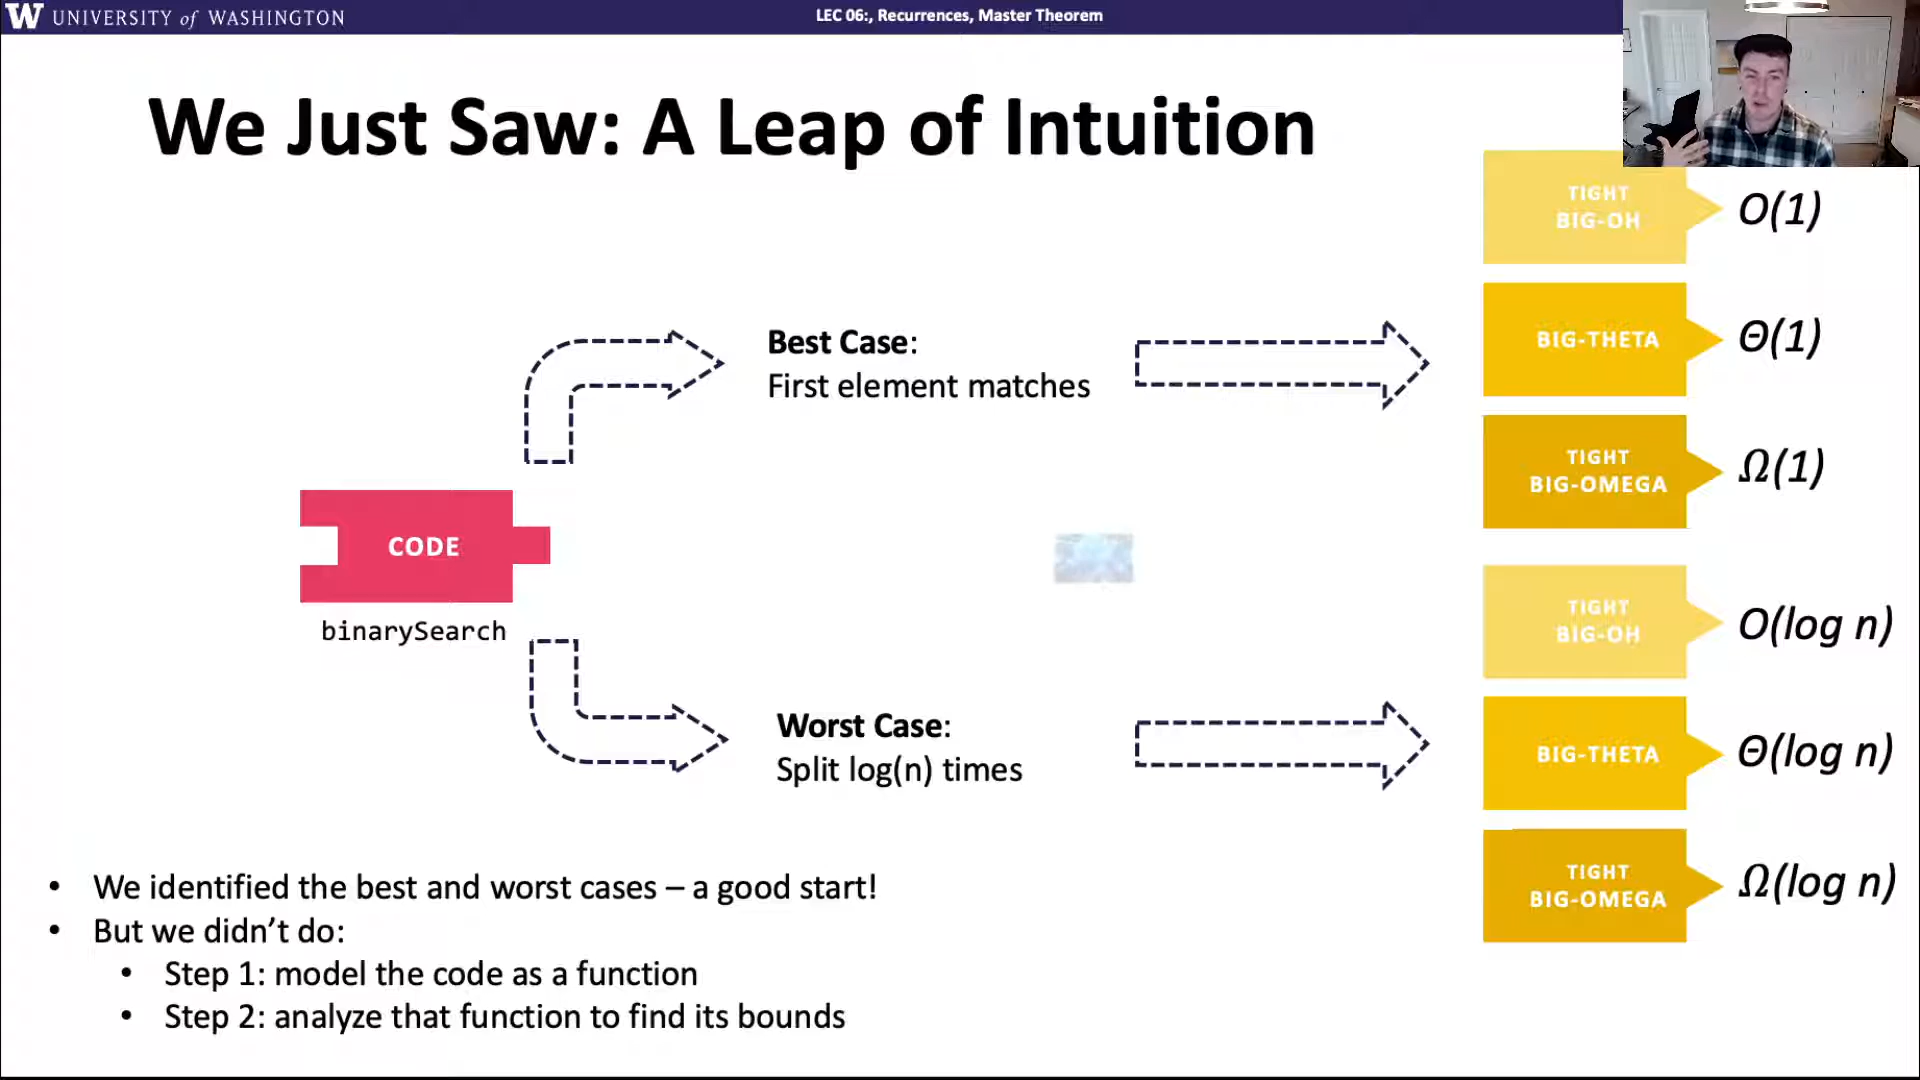 W UNIVERSITY of WASHINGTON
LEC 06:, Recurrences, Master Theorem
We Just Saw: A Leap of Intuition
TIGHT
BIG-OH
O(1)
Best Case:
First element matches
BIG-THETA
Θ(1)
TIGHT
BIG-OMEGA
Ω(1)
CODE
binarySearch
TIGHT
BIG-OH
O(log n)
Worst Case:
Split log(n) times
BIG-THETA
Θ(log n)
TIGHT
BIG-OMEGA
Ω(log n)
• We identified the best and worst cases – a good start!
• But we didn’t do:
• Step 1: model the code as a function
• Step 2: analyze that function to find its bounds